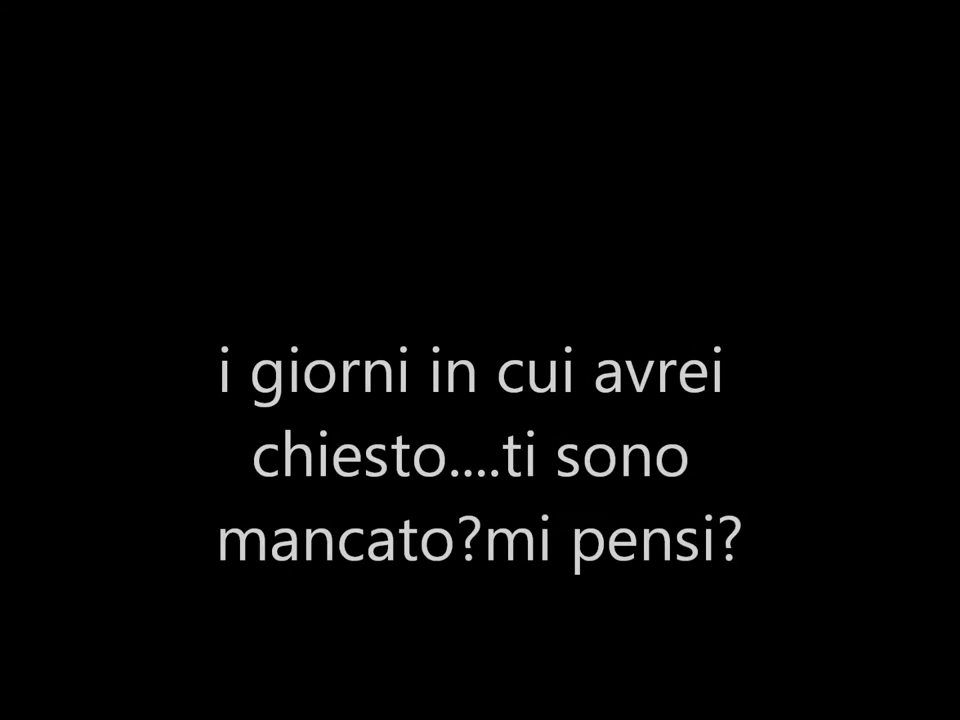 i giorni in cui avrei
chiesto....ti sono
mancato?mi pensi?